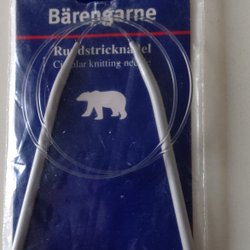 Bärengarne
Rundstricknadel
Circular knitting needle